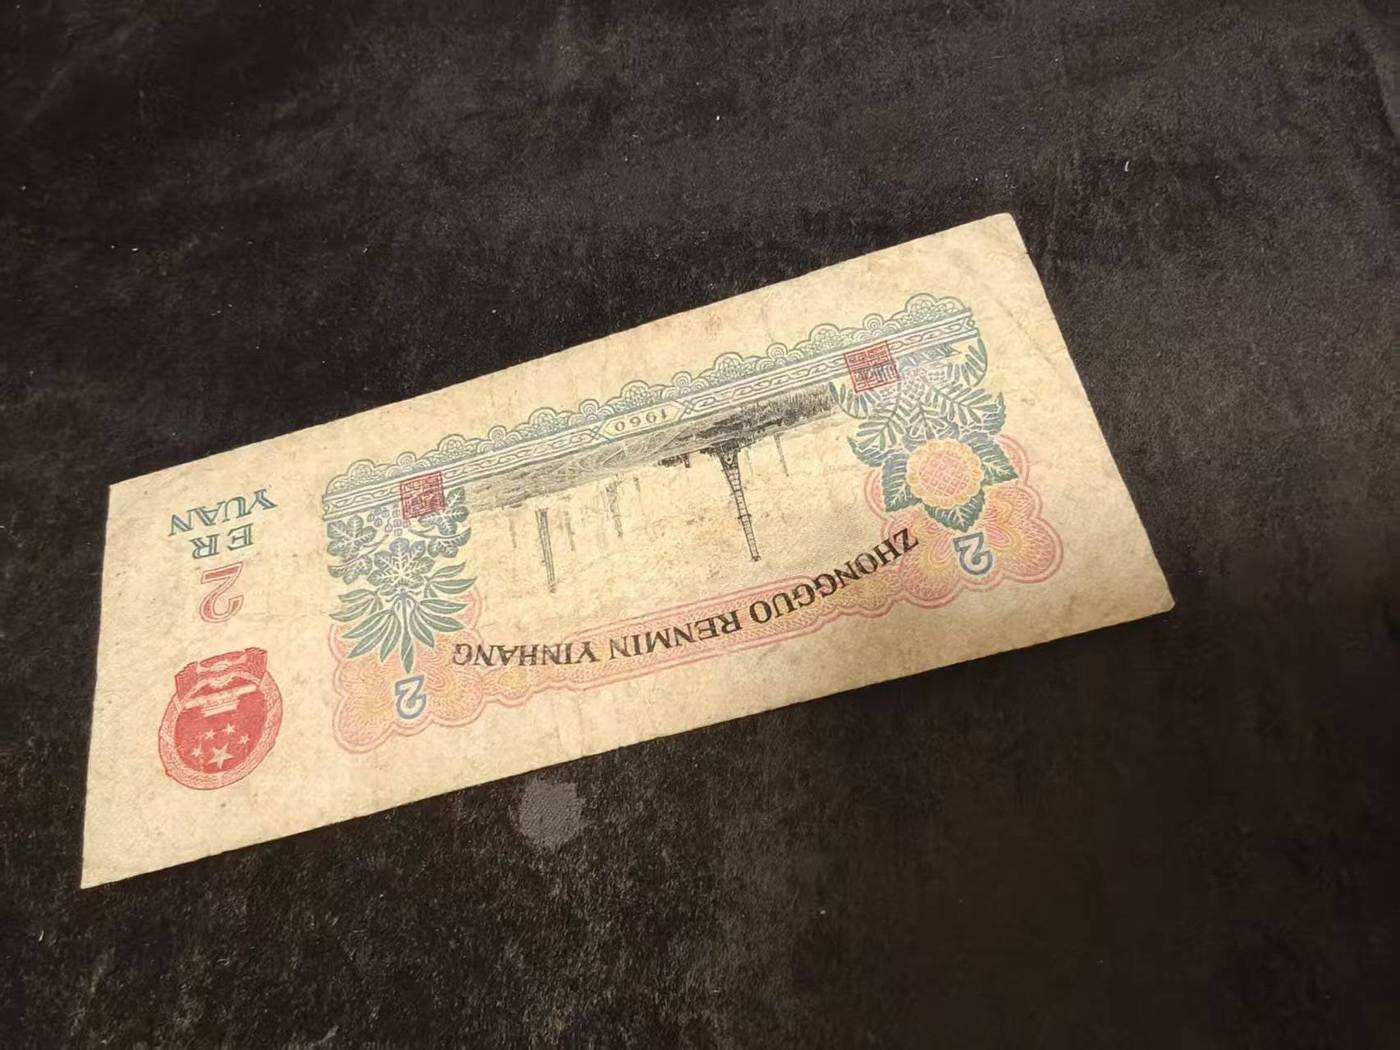 ZHONGGUO RENMIN YINHANG
2
2
2
ER
YUAN
1960